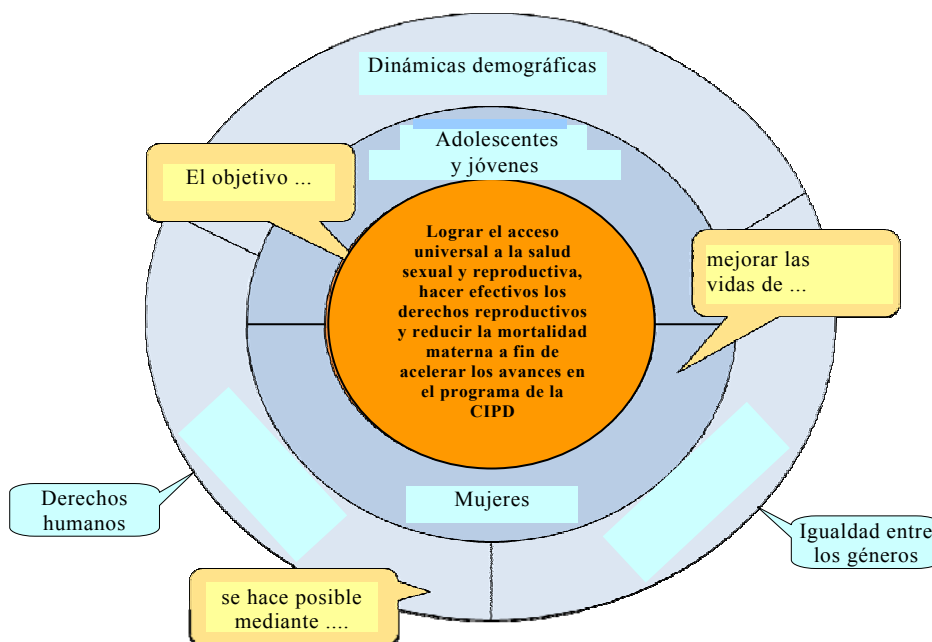 Dinámicas demográficas
Adolescentes
y jóvenes
El objetivo ...
Lograr el acceso
universal a la salud
sexual y reproductiva,
hacer efectivos los
derechos reproductivos
y reducir la mortalidad
materna a fin de
acelerar los avances en
el programa de la
CIPD
mejorar las
vidas de ...
Mujeres
Derechos
humanos
Igualdad entre
los géneros
se hace posible
mediante ....